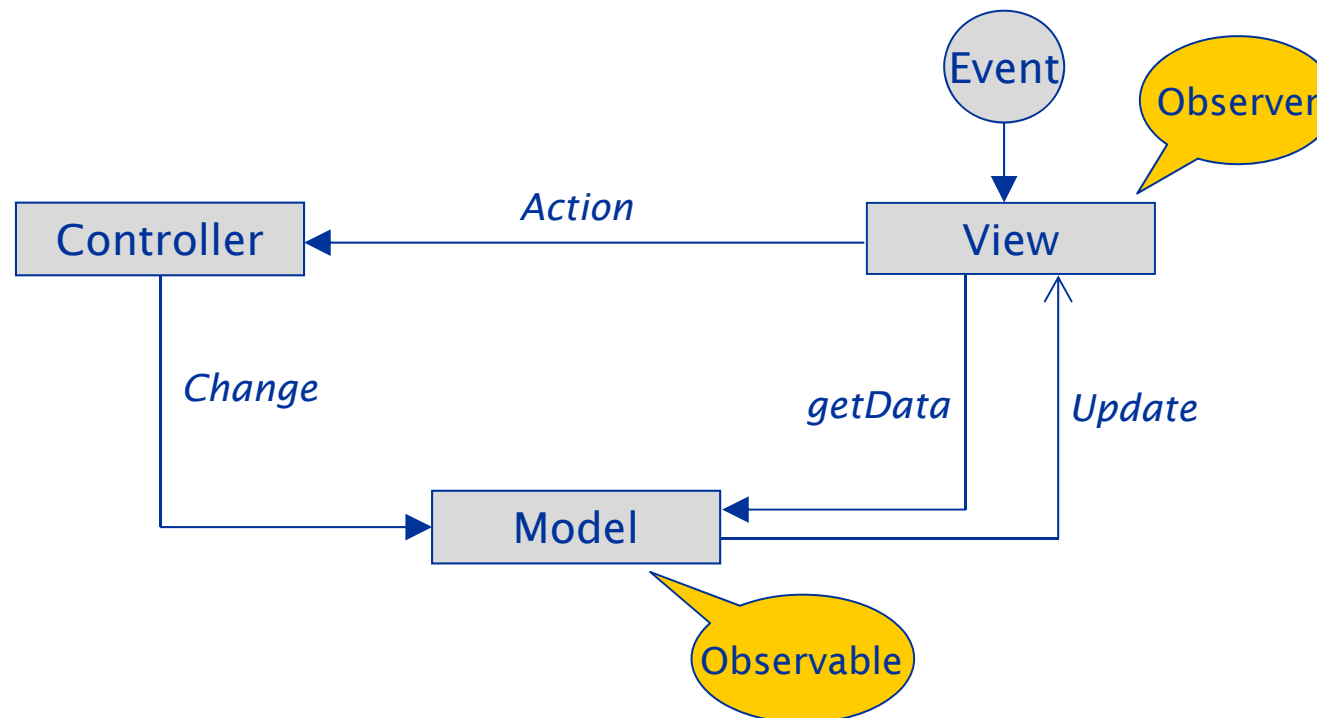 Event
Observer
Action
Controller
View
Change
getData
Update
Model
Observable